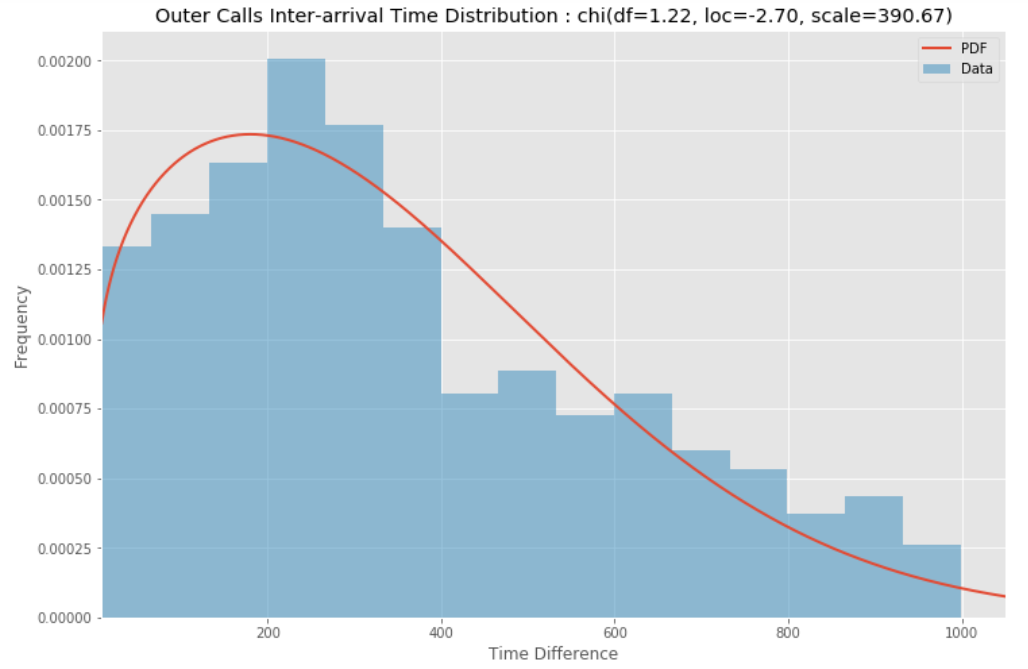 Outer Calls Inter-arrival Time Distribution : chi(df=1.22, loc=-2.70, scale=390.67)
PDF
Data
0.00200
0.00175
0.00150
0.00125
0.00100
0.00075
0.00050
0.00025
0.00000
Frequency
200 400 600 800 1000
Time Difference